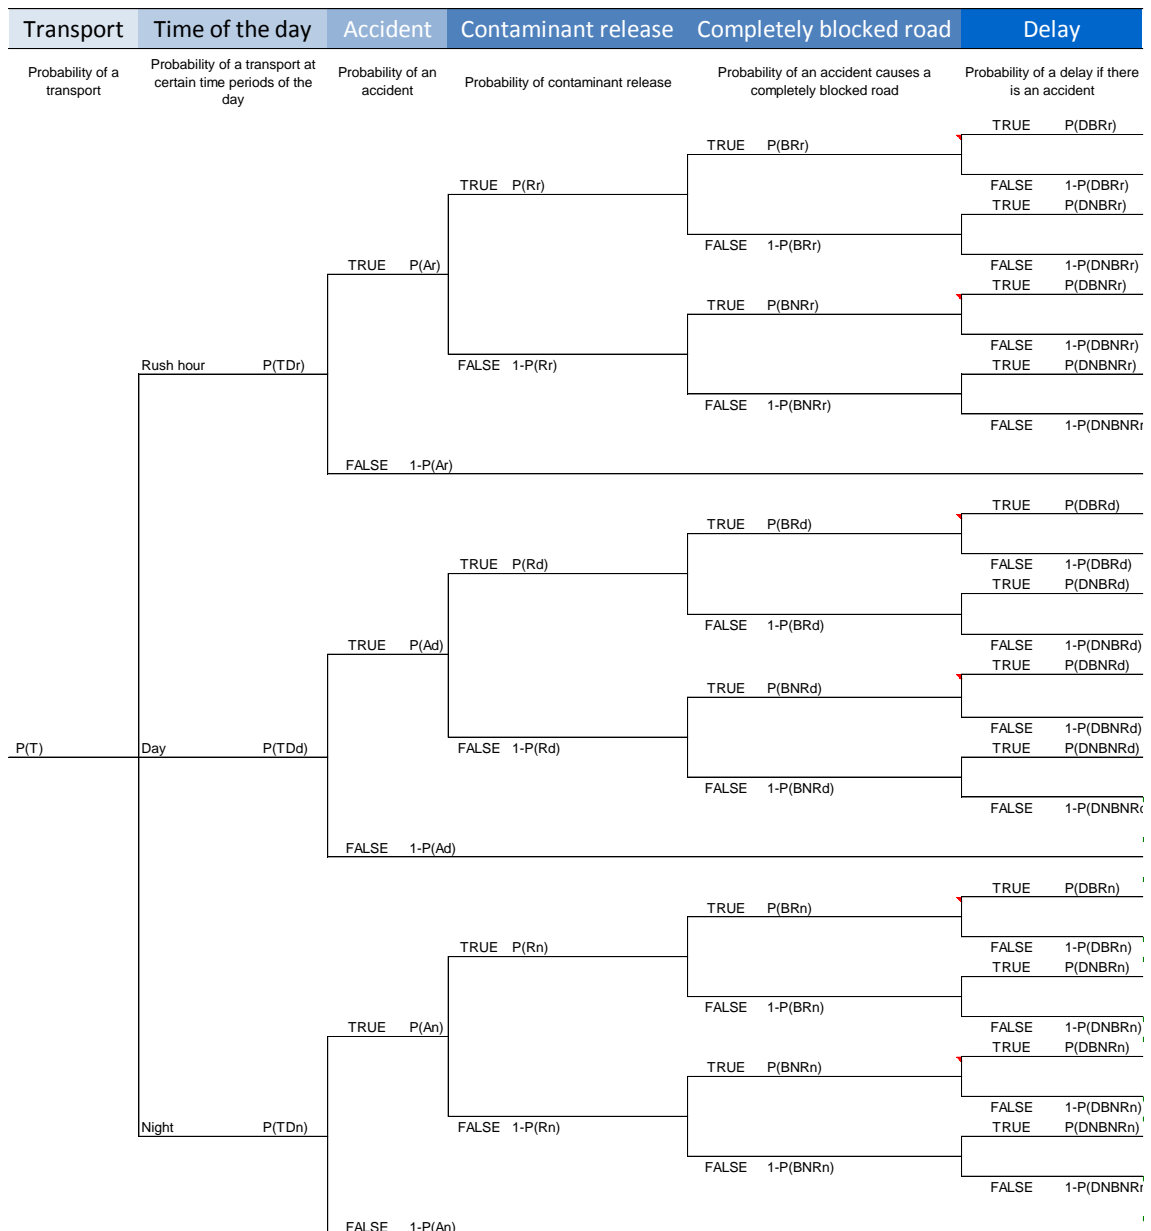 Transport Time of the day Accident Contaminant release Completely blocked road Delay
Probability of a transport
Probability of a transport at certain time periods of the day
Probability of an accident
Probability of contaminant release
Probability of an accident causes a completely blocked road
Probability of a delay if there is an accident
TRUE P(DBRr)
TRUE P(BRr)
TRUE P(Rr)
FALSE 1-P(DBRr)
TRUE P(DNBRr)
FALSE 1-P(BRr)
TRUE P(Ar)
FALSE 1-P(DNBRr)
TRUE P(DBNRr)
TRUE P(BNRr)
FALSE 1-P(DBNRr)
Rush hour P(TDr)
FALSE 1-P(Rr)
TRUE P(DNBNRr)
FALSE 1-P(BNRr)
FALSE 1-P(DNBNRr
FALSE 1-P(Ar)
TRUE P(DBRd)
TRUE P(BRd)
TRUE P(Rd)
FALSE 1-P(DBRd)
TRUE P(DNBRd)
FALSE 1-P(BRd)
TRUE P(Ad)
FALSE 1-P(DNBRd)
TRUE P(DBNRd)
TRUE P(BNRd)
FALSE 1-P(DBNRd)
P(T) Day P(TDd)
FALSE 1-P(Rd)
TRUE P(DNBNRd)
FALSE 1-P(BNRd)
FALSE 1-P(DNBNRd
FALSE 1-P(Ad)
TRUE P(DBRn)
TRUE P(BRn)
TRUE P(Rn)
FALSE 1-P(DBRn)
TRUE P(DNBRn)
FALSE 1-P(BRn)
TRUE P(An)
FALSE 1-P(DNBRn)
TRUE P(DBNRn)
TRUE P(BNRn)
FALSE 1-P(DBNRn)
Night P(TDn)
FALSE 1-P(Rn)
TRUE P(DNBNRn)
FALSE 1-P(BNRn)
FALSE 1-P(DNBNRn
FALSE 1-P(An)